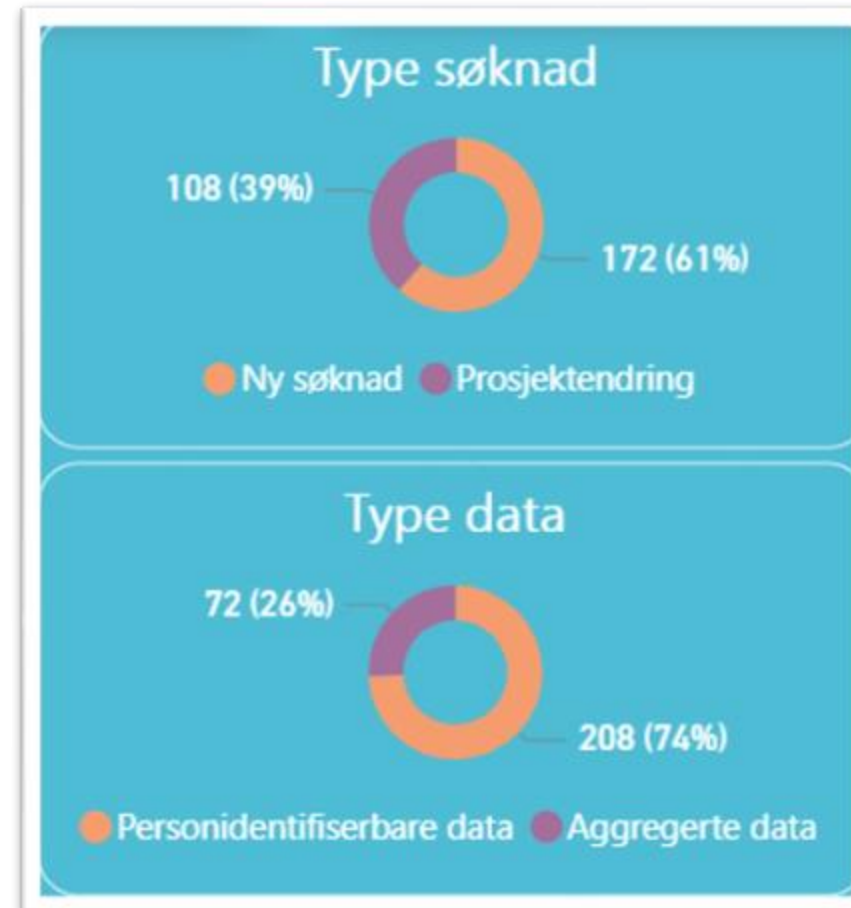 Type søknad
108 (39%)
172 (61%)
Ny søknad Prosjektendring
Type data
72 (26%)
208 (74%)
Personidentifiserbare data Aggregerte data